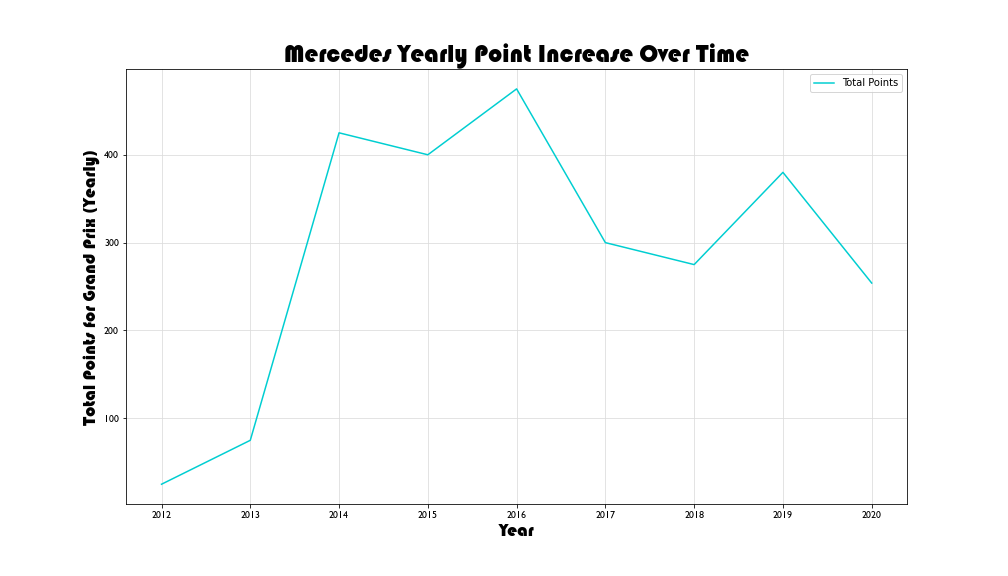 Mercedes Yearly Point Increase Over Time
Total Points
Total Points for Grand Prix (Yearly)
400
300
200
100
2012 2013 2014 2015 2016 2017 2018 2019 2020
Year